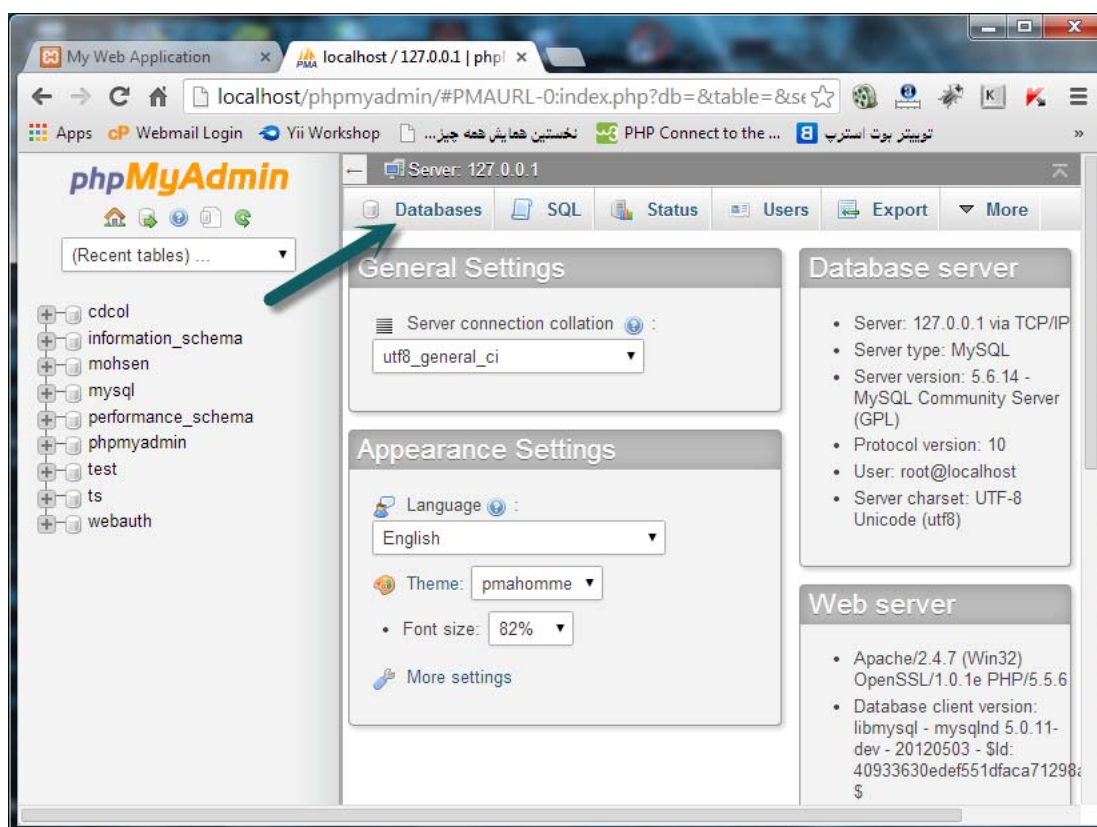 My Web Application
PMA localhost / 127.0.0.1 | phpl
localhost/phpmyadmin/#PMAURL-0:index.php?db=&table=&se
Apps cP Webmail Login Yii Workshop نخستین همایش همه چیز... PHP Connect to the ... توییتر بوت استرپ B »
phpMyAdmin
(Recent tables) ...
cdcol
information_schema
mohsen
mysql
performance_schema
phpmyadmin
test
ts
webauth
Server: 127.0.0.1
Databases SQL Status Users Export More
General Settings
Server connection collation :
utf8_general_ci
Appearance Settings
Language :
English
Theme: pmahomme
• Font size: 82%
More settings
Database server
• Server: 127.0.0.1 via TCP/IP
• Server type: MySQL
• Server version: 5.6.14 -
MySQL Community Server
(GPL)
• Protocol version: 10
• User: root@localhost
• Server charset: UTF-8
Unicode (utf8)
Web server
• Apache/2.4.7 (Win32)
OpenSSL/1.0.1e PHP/5.5.6
• Database client version:
libmysql - mysqlnd 5.0.11-
dev - 20120503 - $Id:
40933630edef551dfaca71298a
$